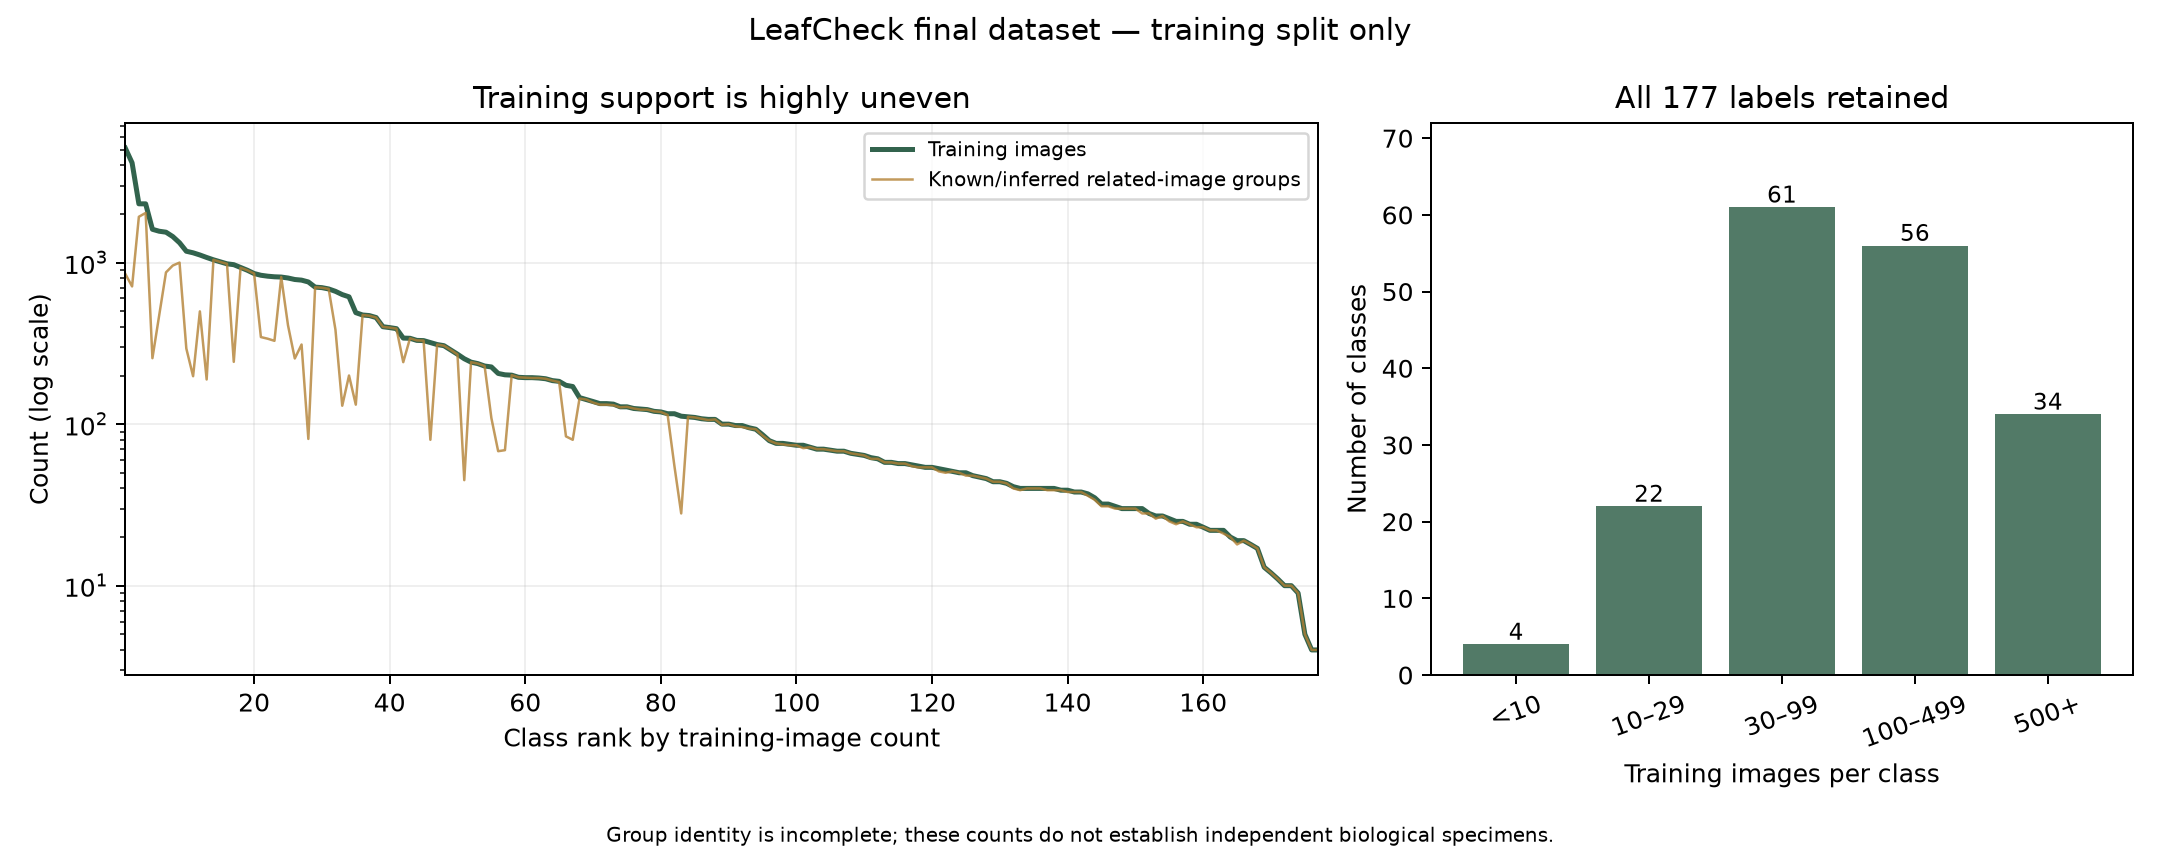 LeafCheck final dataset — training split only
Training support is highly uneven
Training images
Known/inferred related-image groups
Count (log scale)
10³
10²
10¹
20 40 60 80 100 120 140 160
Class rank by training-image count
All 177 labels retained
Number of classes
70
60
50
40
30
20
10
0
4
22
61
56
34
<10 10–29 30–99 100–499 500+
Training images per class
Group identity is incomplete; these counts do not establish independent biological specimens.